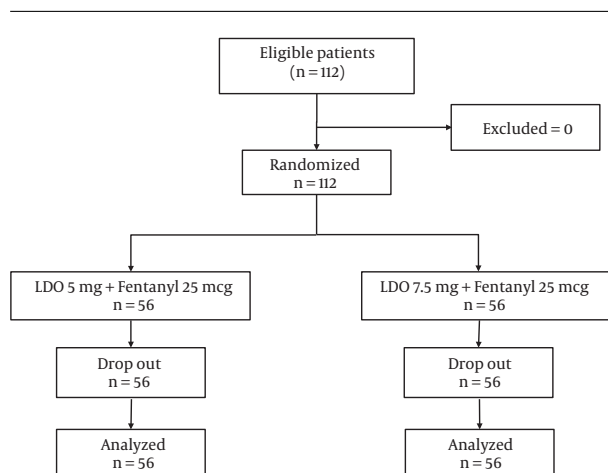 Eligible patients
(n = 112)
Excluded = 0
Randomized
n = 112
LDO 5 mg + Fentanyl 25 mcg
n = 56
LDO 7.5 mg + Fentanyl 25 mcg
n = 56
Drop out
n = 56
Drop out
n = 56
Analyzed
n = 56
Analyzed
n = 56